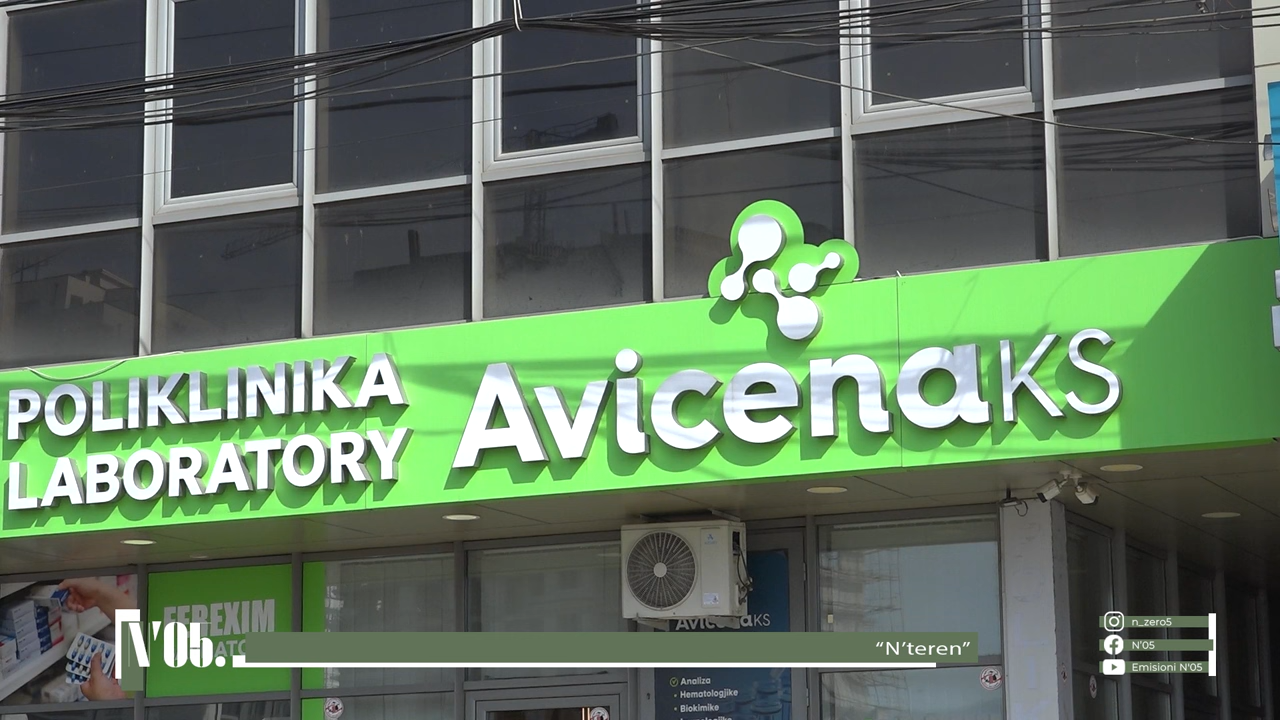 POLIKLINIKA
LABORATORY
AvicenaKS
FEREXIM
AvicenaKS
Analiza
Hematologjike
Biokimike
N'05.
“N’teren”
n_zero5
N'05
Emisioni N'05